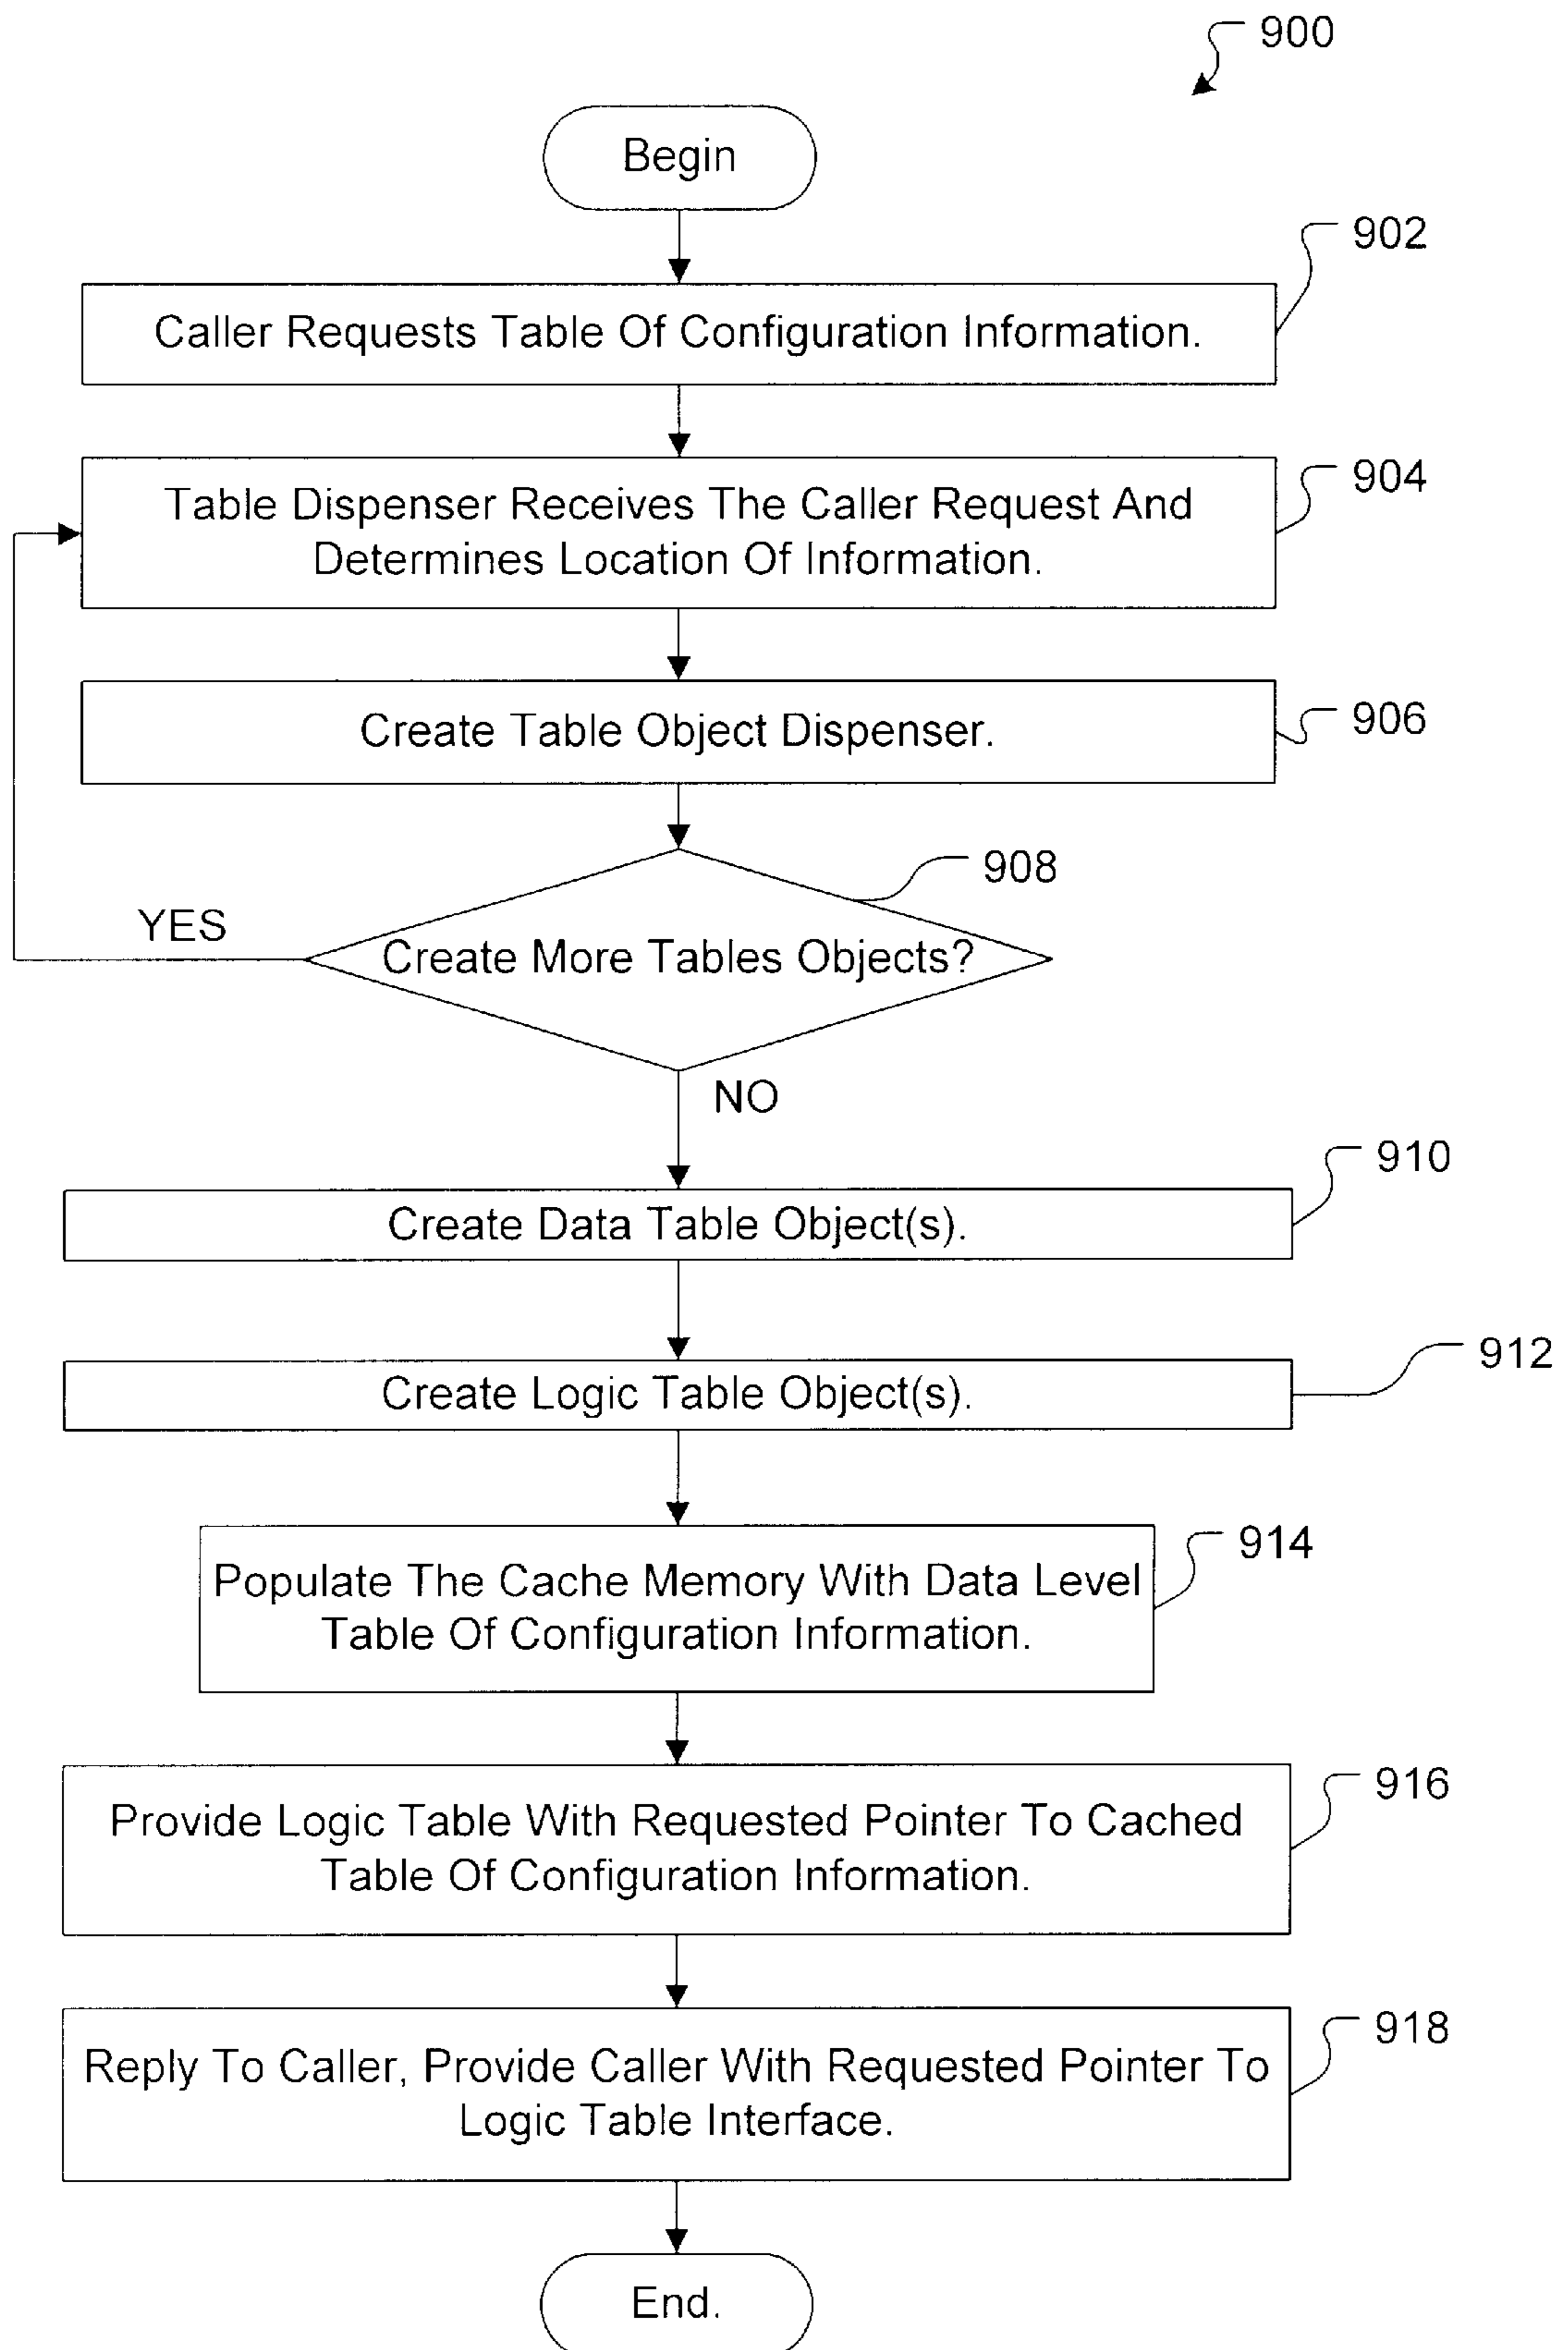 900
Begin
902
Caller Requests Table Of Configuration Information.
904
Table Dispenser Receives The Caller Request And
Determines Location Of Information.
906
Create Table Object Dispenser.
908
YES
Create More Tables Objects?
NO
910
Create Data Table Object(s).
912
Create Logic Table Object(s).
914
Populate The Cache Memory With Data Level
Table Of Configuration Information.
916
Provide Logic Table With Requested Pointer To Cached
Table Of Configuration Information.
918
Reply To Caller, Provide Caller With Requested Pointer To
Logic Table Interface.
End.